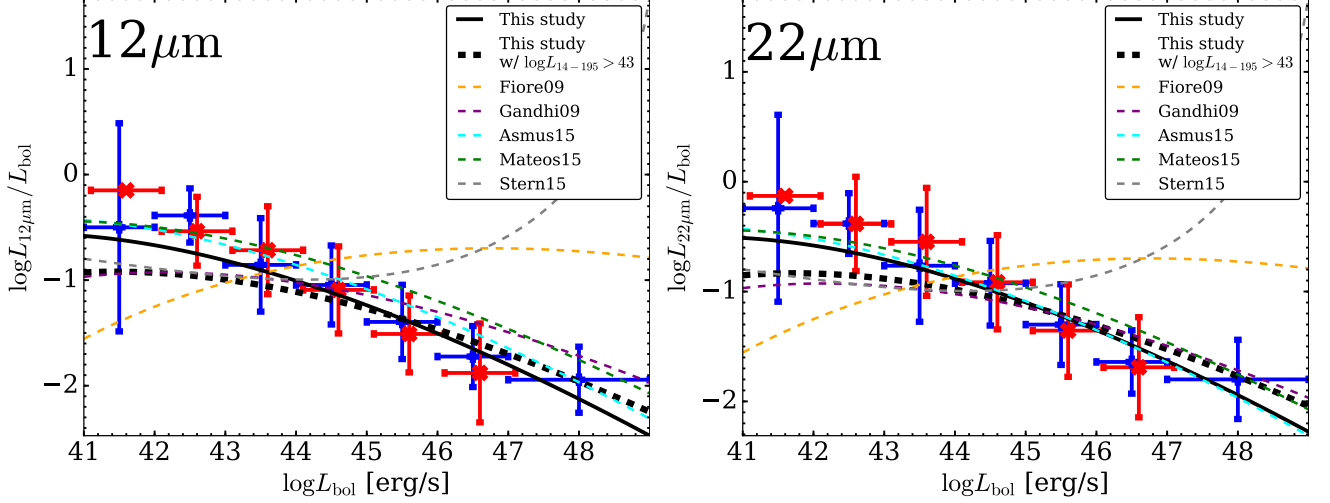 12μm
This study
This study
w/ logL₁₄₋₁₉₅ > 43
Fiore09
Gandhi09
Asmus15
Mateos15
Stern15
1
0
−1
−2
logL₁₂μm/Lbol
41 42 43 44 45 46 47 48
logLbol [erg/s]
22μm
This study
This study
w/ logL₁₄₋₁₉₅ > 43
Fiore09
Gandhi09
Asmus15
Mateos15
Stern15
1
0
−1
−2
logL₂₂μm/Lbol
41 42 43 44 45 46 47 48
logLbol [erg/s]